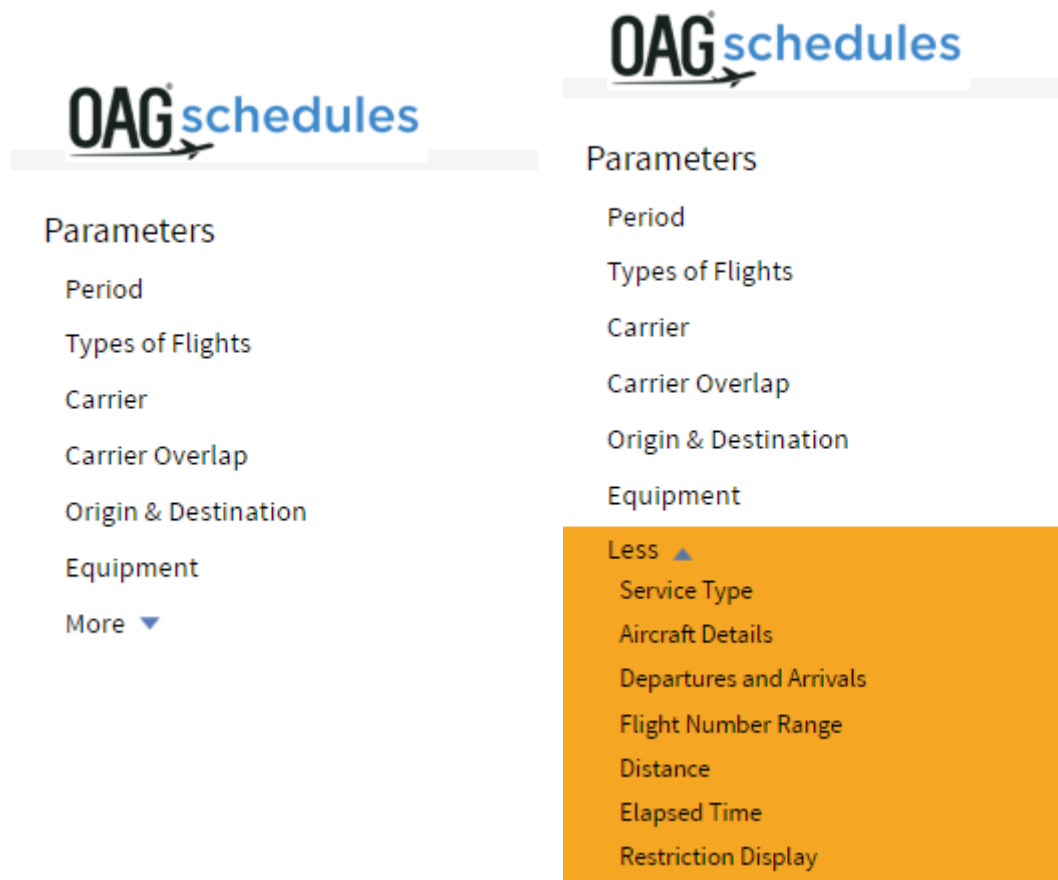 OAG schedules
Parameters
Period
Types of Flights
Carrier
Carrier Overlap
Origin & Destination
Equipment
More
OAG schedules
Parameters
Period
Types of Flights
Carrier
Carrier Overlap
Origin & Destination
Equipment
Less
Service Type
Aircraft Details
Departures and Arrivals
Flight Number Range
Distance
Elapsed Time
Restriction Display